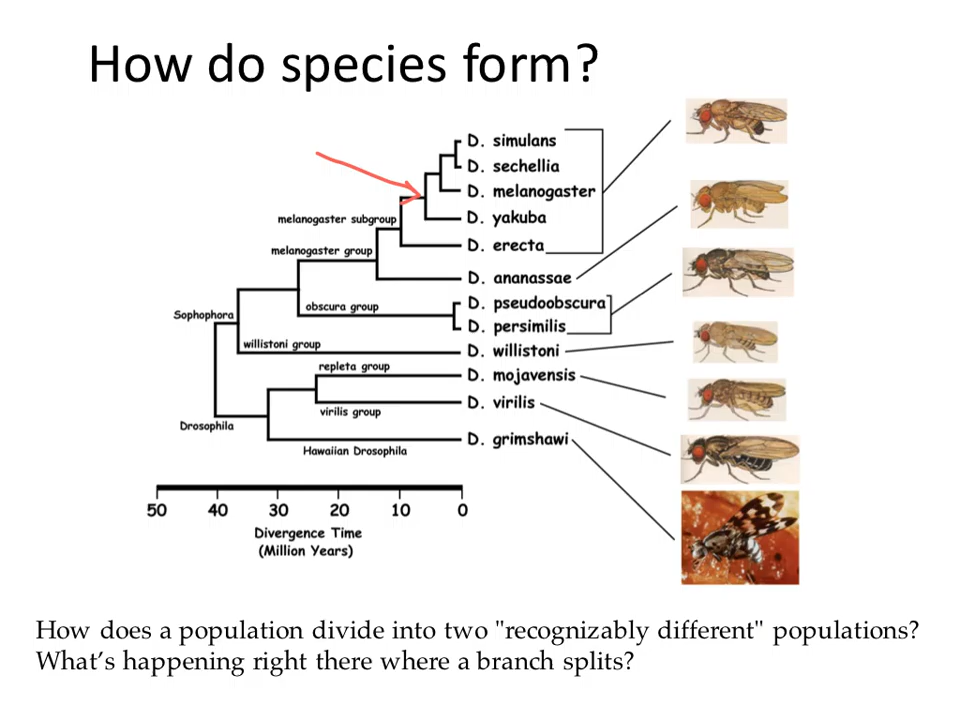 How do species form?
D. simulans
D. sechellia
D. melanogaster
melanogaster subgroup
D. yakuba
D. erecta
melanogaster group
D. ananassae
obscura group
D. pseudoobscura
Sophophora
D. persimilis
willistoni group
D. willistoni
repleta group
D. mojavensis
virilis group
D. virilis
Drosophila
D. grimshawi
Hawaiian Drosophila
50 40 30 20 10 0
Divergence Time
(Million Years)
How does a population divide into two "recognizably different" populations?
What’s happening right there where a branch splits?